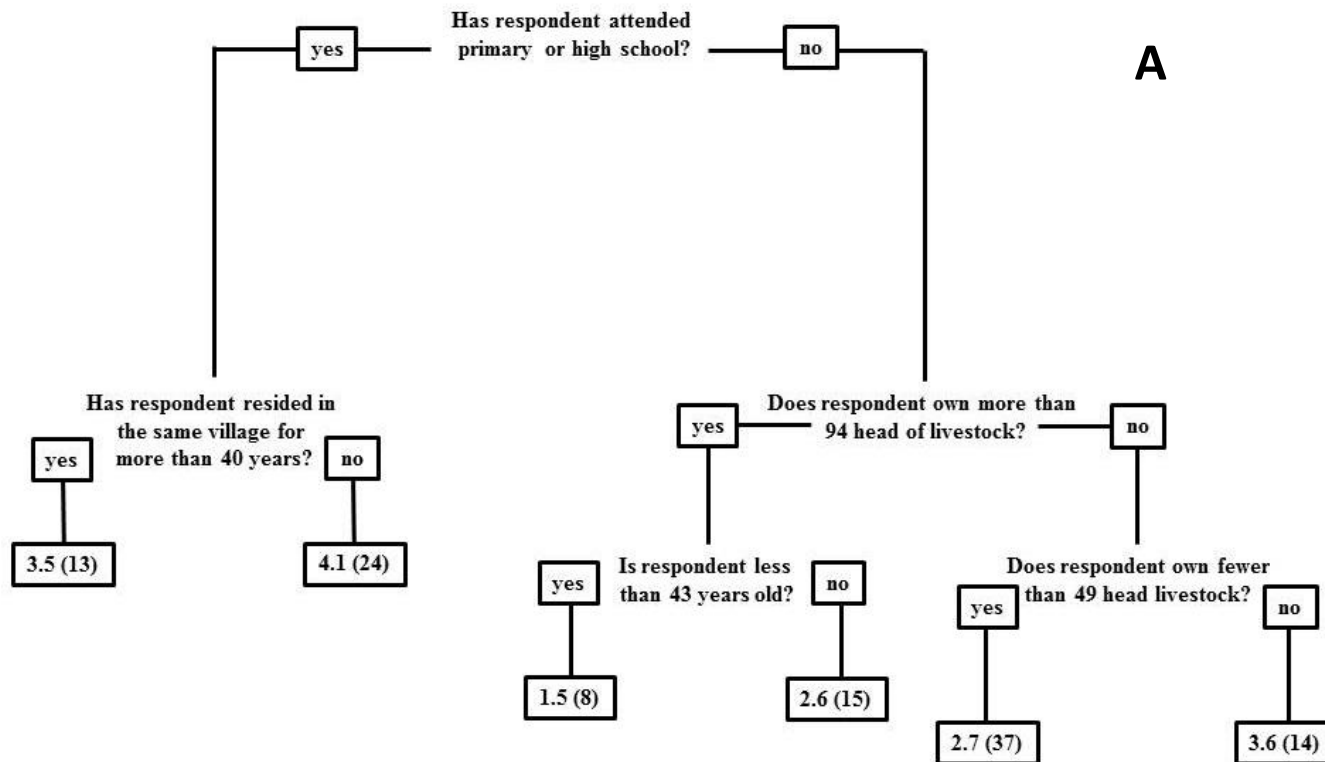 Has respondent attended
primary or high school?
yes
no
A
Has respondent resided in
the same village for
more than 40 years?
yes
no
3.5 (13)
4.1 (24)
Does respondent own more than
94 head of livestock?
yes
no
Is respondent less
than 43 years old?
yes
no
1.5 (8)
2.6 (15)
Does respondent own fewer
than 49 head livestock?
yes
no
2.7 (37)
3.6 (14)